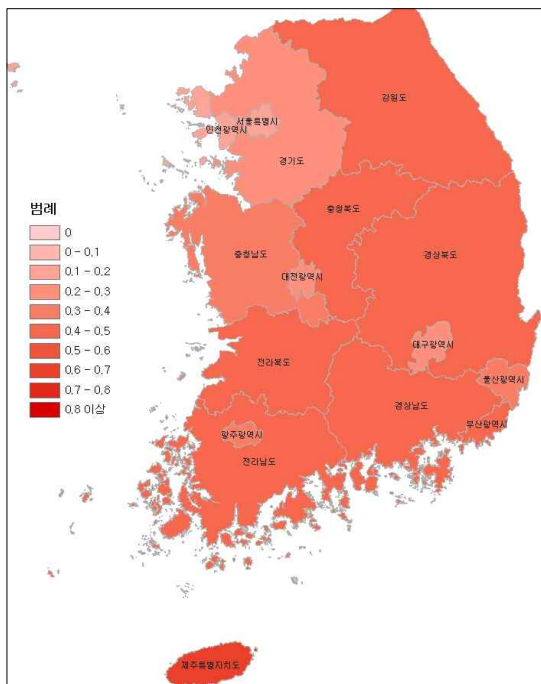 강원도
서울특별시
인천광역시
경기도
범례
0
0 - 0.1
0.1 - 0.2
0.2 - 0.3
0.3 - 0.4
0.4 - 0.5
0.5 - 0.6
0.6 - 0.7
0.7 - 0.8
0.8 이상
충청북도
충청남도
경상북도
대전광역시
대구광역시
전라북도
울산광역시
경상남도
부산광역시
광주광역시
전라남도
제주특별자치도